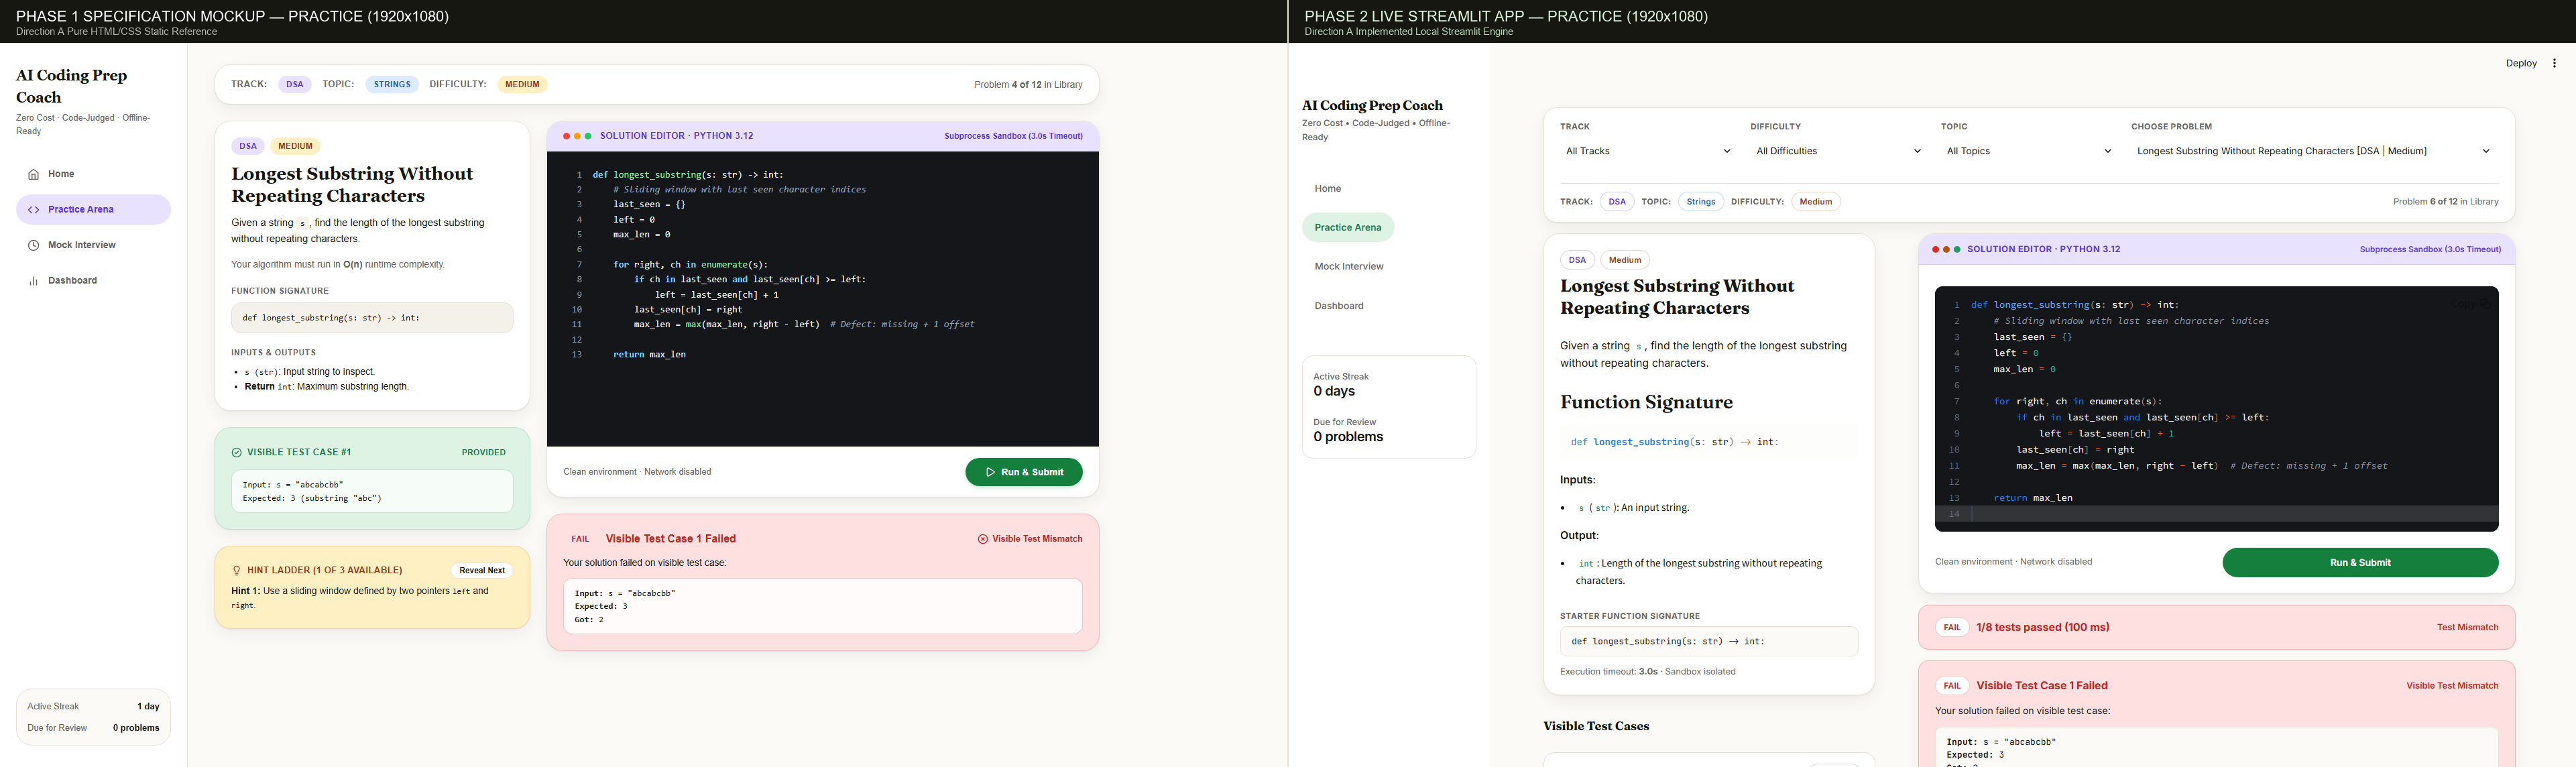 PHASE 1 SPECIFICATION MOCKUP — PRACTICE (1920x1080)
Direction A Pure HTML/CSS Static Reference
AI Coding Prep
Coach
Zero Cost · Code-Judged · Offline-
Ready
Home
Practice Arena
Mock Interview
Dashboard
Active Streak 1 day
Due for Review 0 problems
TRACK: DSA TOPIC: STRINGS DIFFICULTY: MEDIUM Problem 4 of 12 in Library
DSA MEDIUM
Longest Substring Without
Repeating Characters
Given a string s, find the length of the longest substring
without repeating characters.
Your algorithm must run in O(n) runtime complexity.
FUNCTION SIGNATURE
def longest_substring(s: str) -> int:
INPUTS & OUTPUTS
• s (str): Input string to inspect.
• Return int: Maximum substring length.
VISIBLE TEST CASE #1 PROVIDED
Input: s = "abcabcbb"
Expected: 3 (substring "abc")
HINT LADDER (1 OF 3 AVAILABLE) Reveal Next
Hint 1: Use a sliding window defined by two pointers left and
right.
SOLUTION EDITOR · PYTHON 3.12 Subprocess Sandbox (3.0s Timeout)
1 def longest_substring(s: str) -> int:
2     # Sliding window with last seen character indices
3     last_seen = {}
4     left = 0
5     max_len = 0
6
7     for right, ch in enumerate(s):
8         if ch in last_seen and last_seen[ch] >= left:
9             left = last_seen[ch] + 1
10         last_seen[ch] = right
11         max_len = max(max_len, right - left)  # Defect: missing + 1 offset
12
13     return max_len
Clean environment · Network disabled Run & Submit
FAIL Visible Test Case 1 Failed Visible Test Mismatch
Your solution failed on visible test case:
Input: s = "abcabcbb"
Expected: 3
Got: 2
PHASE 2 LIVE STREAMLIT APP — PRACTICE (1920x1080)
Direction A Implemented Local Streamlit Engine
Deploy
AI Coding Prep Coach
Zero Cost • Code-Judged • Offline-
Ready
Home
Practice Arena
Mock Interview
Dashboard
Active Streak
0 days
Due for Review
0 problems
TRACK DIFFICULTY TOPIC CHOOSE PROBLEM
All Tracks All Difficulties All Topics Longest Substring Without Repeating Characters [DSA | Medium]
TRACK: DSA TOPIC: Strings DIFFICULTY: Medium Problem 6 of 12 in Library
DSA Medium
Longest Substring Without
Repeating Characters
Given a string s, find the length of the longest substring
without repeating characters.
Function Signature
def longest_substring(s: str) -> int:
Inputs:
• s (str): An input string.
Output:
• int: Length of the longest substring without repeating
characters.
STARTER FUNCTION SIGNATURE
def longest_substring(s: str) -> int:
Execution timeout: 3.0s · Sandbox isolated
Visible Test Cases
SOLUTION EDITOR · PYTHON 3.12 Subprocess Sandbox (3.0s Timeout)
1 def longest_substring(s: str) -> int:
2     # Sliding window with last seen character indices
3     last_seen = {}
4     left = 0
5     max_len = 0
6
7     for right, ch in enumerate(s):
8         if ch in last_seen and last_seen[ch] >= left:
9             left = last_seen[ch] + 1
10         last_seen[ch] = right
11         max_len = max(max_len, right - left)  # Defect: missing + 1 offset
12
13     return max_len
14
Clean environment · Network disabled Run & Submit
FAIL 1/8 tests passed (100 ms) Test Mismatch
FAIL Visible Test Case 1 Failed Visible Test Mismatch
Your solution failed on visible test case:
Input: s = "abcabcbb"
Expected: 3